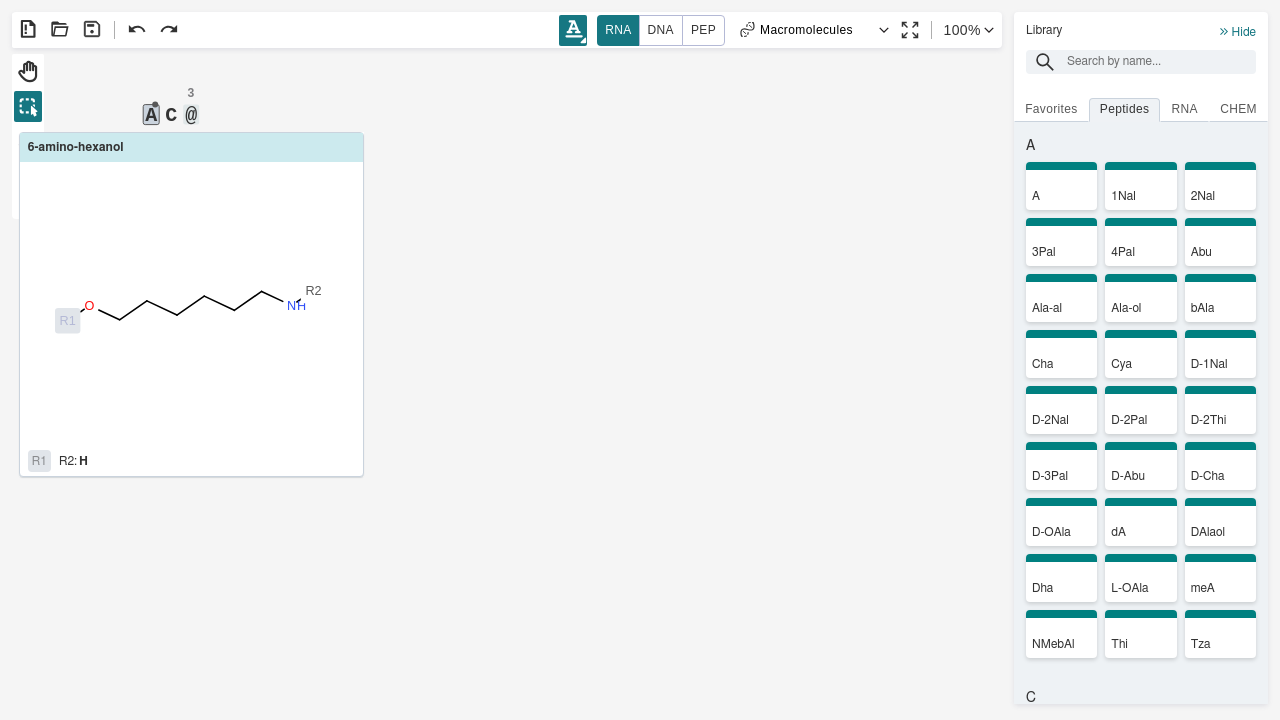 A RNA DNA PEP Macromolecules 100%
3
A C @
6-amino-hexanol
R2
O NH
R1
R1 R2: H
Library Hide
Search by name...
Favorites Peptides RNA CHEM
A
A 1Nal 2Nal
3Pal 4Pal Abu
Ala-al Ala-ol bAla
Cha Cya D-1Nal
D-2Nal D-2Pal D-2Thi
D-3Pal D-Abu D-Cha
D-OAla dA DAlaol
Dha L-OAla meA
NMebAl Thi Tza
C